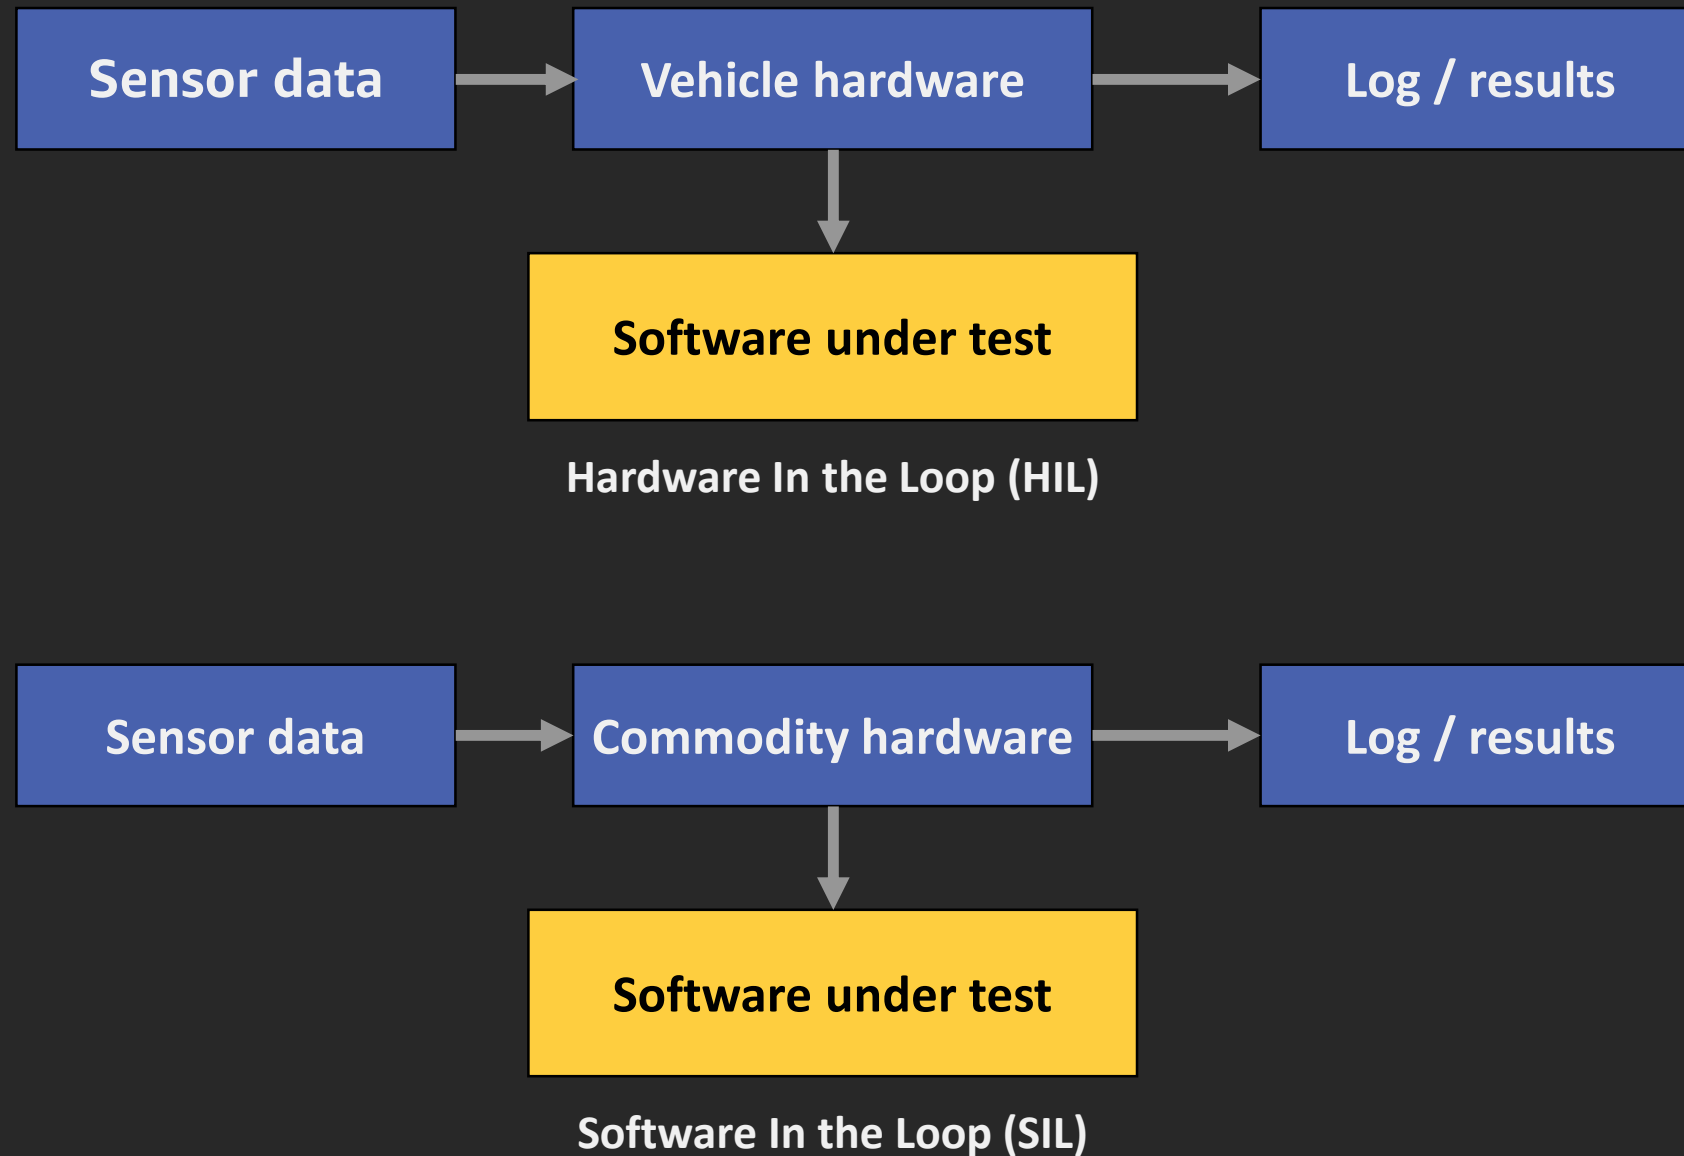 Sensor data
Vehicle hardware
Log / results
Software under test
Hardware In the Loop (HIL)
Sensor data
Commodity hardware
Log / results
Software under test
Software In the Loop (SIL)